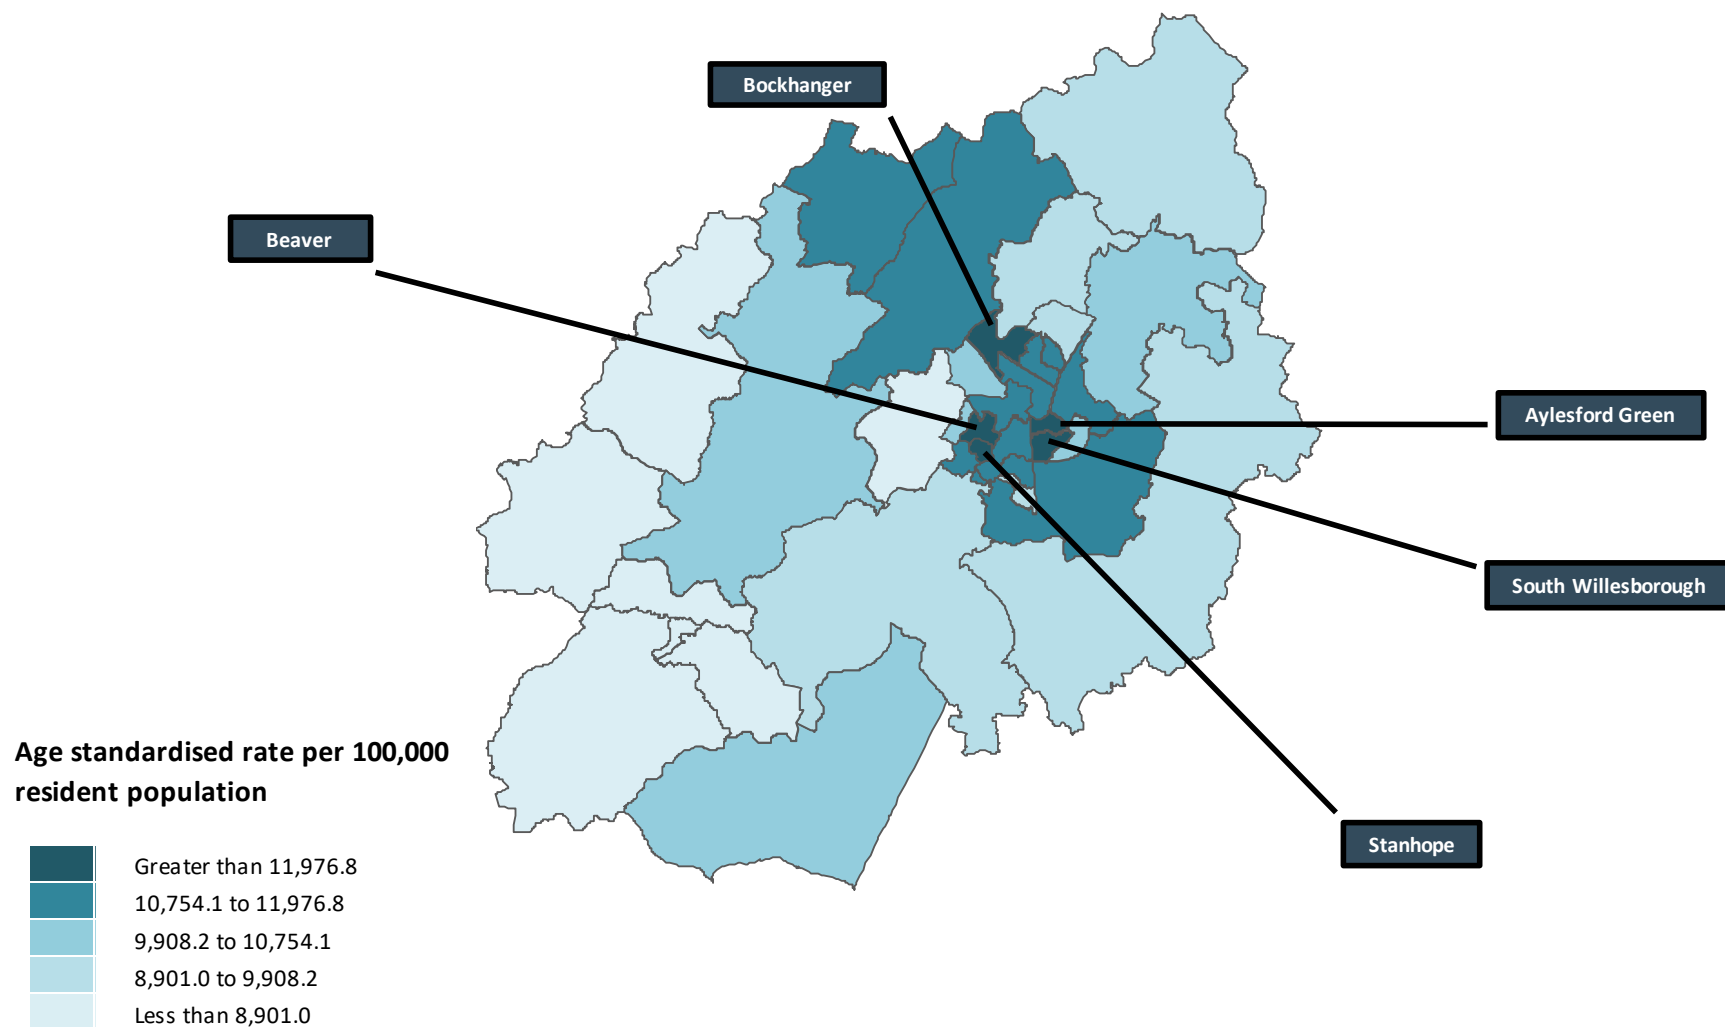 Bockhanger
Beaver
Aylesford Green
South Willesborough
Stanhope
Age standardised rate per 100,000
resident population
Greater than 11,976.8
10,754.1 to 11,976.8
9,908.2 to 10,754.1
8,901.0 to 9,908.2
Less than 8,901.0